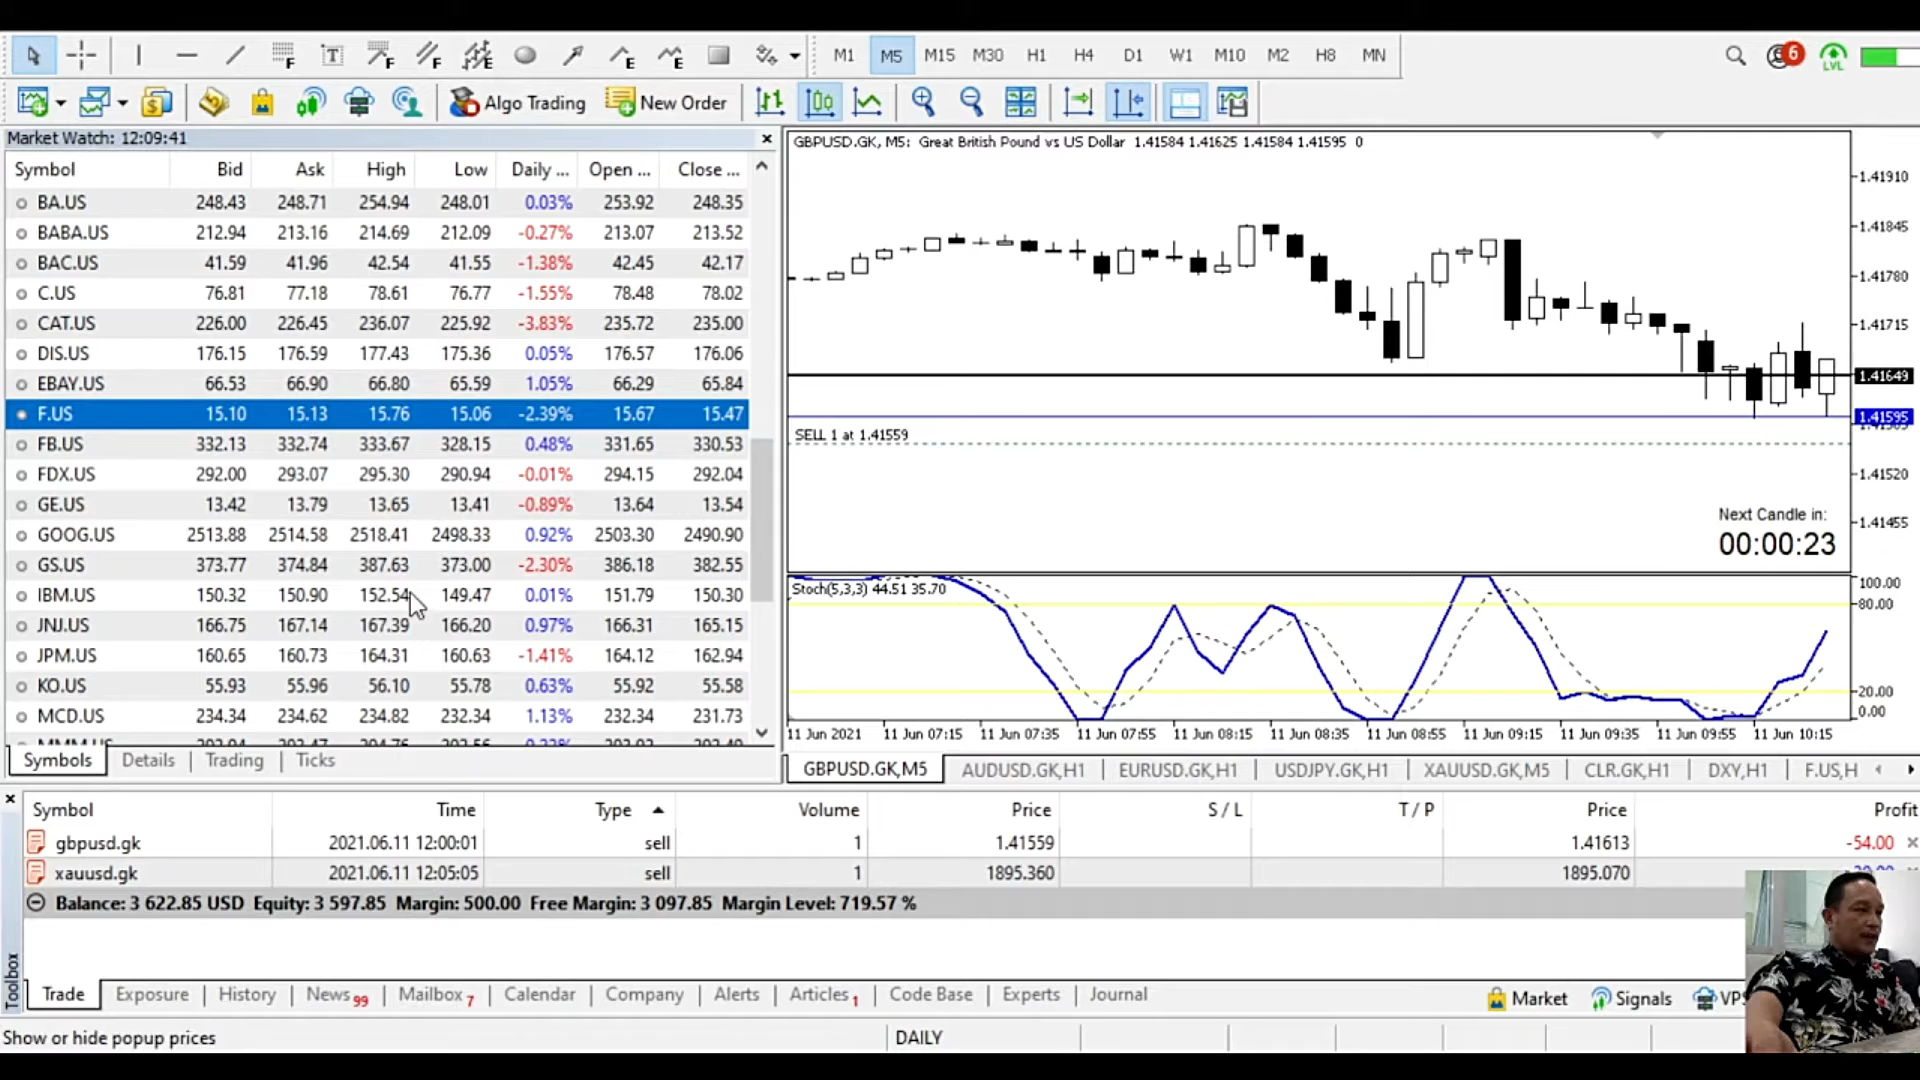 M1 M5 M15 M30 H1 H4 D1 W1 M10 M2 H8 MN 6 LVL
Algo Trading New Order
Market Watch: 12:09:41
Symbol Bid Ask High Low Daily ... Open ... Close ...
BA.US 248.43 248.71 254.94 248.01 0.03% 253.92 248.35
BABA.US 212.94 213.16 214.69 212.09 -0.27% 213.07 213.52
BAC.US 41.59 41.96 42.54 41.55 -1.38% 42.45 42.17
C.US 76.81 77.18 78.61 76.77 -1.55% 78.48 78.02
CAT.US 226.00 226.45 236.07 225.92 -3.83% 235.72 235.00
DIS.US 176.15 176.59 177.43 175.36 0.05% 176.57 176.06
EBAY.US 66.53 66.90 66.80 65.59 1.05% 66.29 65.84
F.US 15.10 15.13 15.76 15.06 -2.39% 15.67 15.47
FB.US 332.13 332.74 333.67 328.15 0.48% 331.65 330.53
FDX.US 292.00 293.07 295.30 290.94 -0.01% 294.15 292.04
GE.US 13.42 13.79 13.65 13.41 -0.89% 13.64 13.54
GOOG.US 2513.88 2514.58 2518.41 2498.33 0.92% 2503.30 2490.90
GS.US 373.77 374.84 387.63 373.00 -2.30% 386.18 382.55
IBM.US 150.32 150.90 152.54 149.47 0.01% 151.79 150.30
JNJ.US 166.75 167.14 167.39 166.20 0.97% 166.31 165.15
JPM.US 160.65 160.73 164.31 160.63 -1.41% 164.12 162.94
KO.US 55.93 55.96 56.10 55.78 0.63% 55.92 55.58
MCD.US 234.34 234.62 234.82 232.34 1.13% 232.34 231.73
Symbols Details Trading Ticks
GBPUSD.GK, M5: Great British Pound vs US Dollar 1.41584 1.41625 1.41584 1.41595 0
1.41910
1.41845
1.41780
1.41715
1.41649
1.41595
SELL 1 at 1.41559
1.41520
Next Candle in:
1.41455
00:00:23
Stoch(5,3,3) 44.51 35.70
100.00
80.00
20.00
0.00
11 Jun 2021 11 Jun 07:15 11 Jun 07:35 11 Jun 07:55 11 Jun 08:15 11 Jun 08:35 11 Jun 08:55 11 Jun 09:15 11 Jun 09:35 11 Jun 09:55 11 Jun 10:15
GBPUSD.GK,M5 AUDUSD.GK,H1 EURUSD.GK,H1 USDJPY.GK,H1 XAUUSD.GK,M5 CLR.GK,H1 DXY,H1 F.US,H
Symbol Time Type Volume Price S / L T / P Price Profit
gbpusd.gk 2021.06.11 12:00:01 sell 1 1.41559 1.41613 -54.00
xauusd.gk 2021.06.11 12:05:05 sell 1 1895.360 1895.070
Balance: 3 622.85 USD Equity: 3 597.85 Margin: 500.00 Free Margin: 3 097.85 Margin Level: 719.57 %
Toolbox
Trade Exposure History News 99 Mailbox 7 Calendar Company Alerts Articles 1 Code Base Experts Journal Market Signals VPS
Show or hide popup prices DAILY